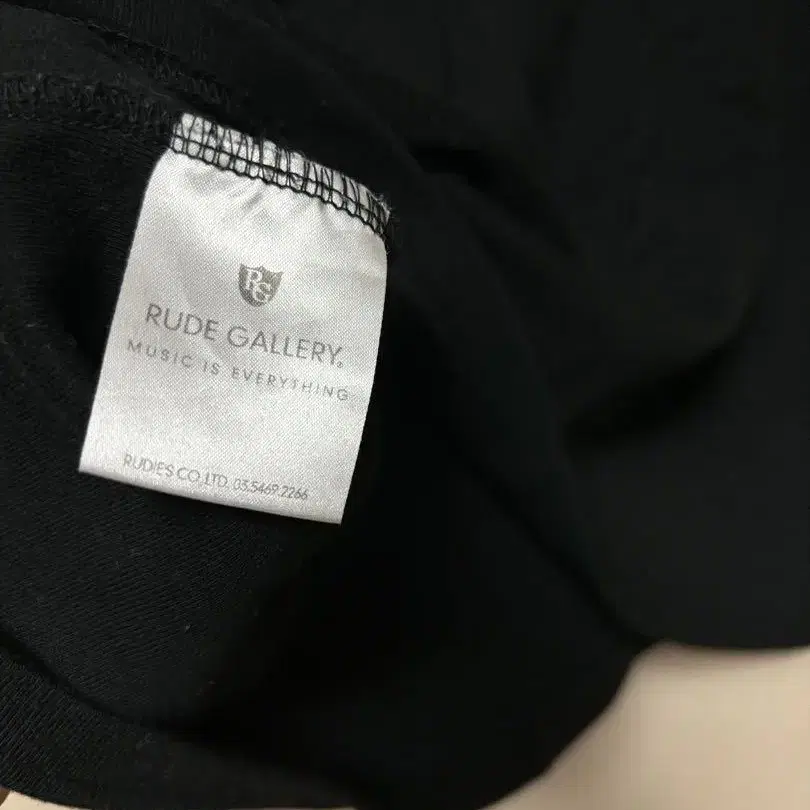 RG
RUDE GALLERY®
MUSIC IS EVERYTHING
RUDIES CO.,LTD. 03.5469.2266